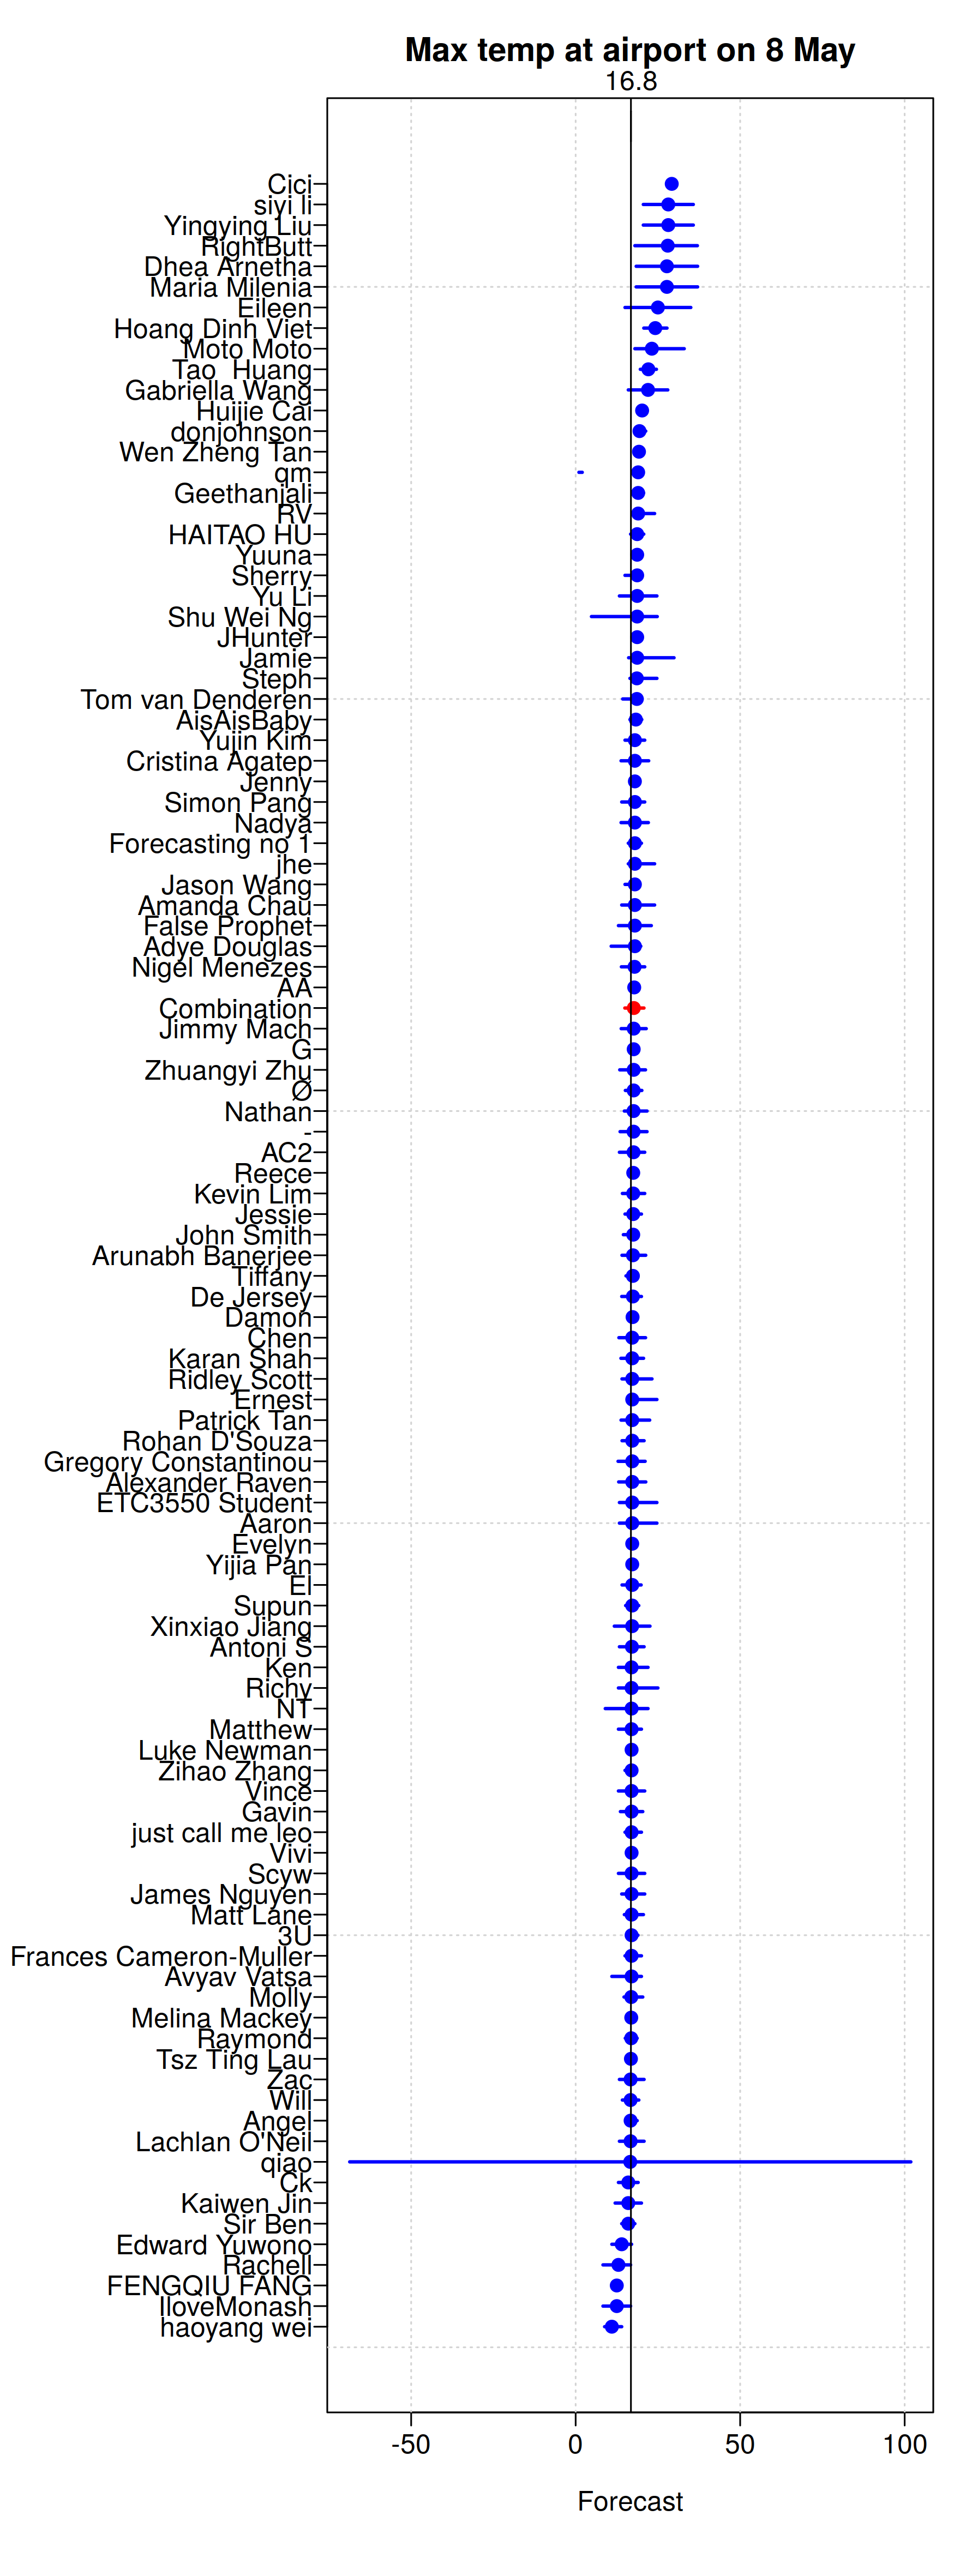 Max temp at airport on 8 May
16.8
Cici
siyi li
Yingying Liu
RightButt
Dhea Arnetha
Maria Milenia
Eileen
Hoang Dinh Viet
Moto Moto
Tao  Huang
Gabriella Wang
Huijie Cai
donjohnson
Wen Zheng Tan
qm
Geethanjali
RV
HAITAO HU
Yuuna
Sherry
Yu Li
Shu Wei Ng
JHunter
Jamie
Steph
Tom van Denderen
AisAisBaby
Yujin Kim
Cristina Agatep
Jenny
Simon Pang
Nadya
Forecasting no 1
jhe
Jason Wang
Amanda Chau
False Prophet
Adye Douglas
Nigel Menezes
AA
Combination
Jimmy Mach
G
Zhuangyi Zhu
Ø
Nathan
-
AC2
Reece
Kevin Lim
Jessie
John Smith
Arunabh Banerjee
Tiffany
De Jersey
Damon
Chen
Karan Shah
Ridley Scott
Ernest
Patrick Tan
Rohan D'Souza
Gregory Constantinou
Alexander Raven
ETC3550 Student
Aaron
Evelyn
Yijia Pan
El
Supun
Xinxiao Jiang
Antoni S
Ken
Richy
NT
Matthew
Luke Newman
Zihao Zhang
Vince
Gavin
just call me leo
Vivi
Scyw
James Nguyen
Matt Lane
3U
Frances Cameron-Muller
Avyav Vatsa
Molly
Melina Mackey
Raymond
Tsz Ting Lau
Zac
Will
Angel
Lachlan O'Neil
qiao
Ck
Kaiwen Jin
Sir Ben
Edward Yuwono
Rachell
FENGQIU FANG
IloveMonash
haoyang wei
-50 0 50 100
Forecast